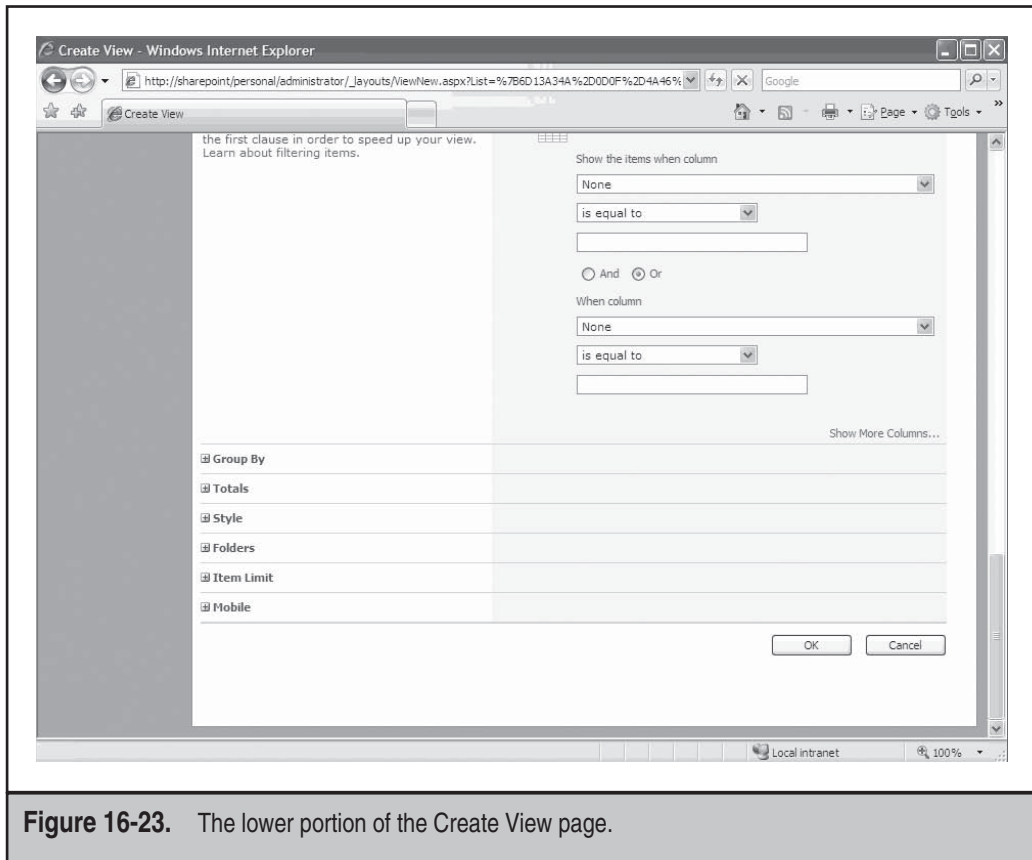 Create View - Windows Internet Explorer
http://sharepoint/personal/administrator/_layouts/ViewNew.aspx?List=%7B6D13A34A%2D0D0F%2D4A46%
Google
Create View
Page
Tools
»
the first clause in order to speed up your view.
Learn about filtering items.
Show the items when column
None
is equal to
And Or
When column
None
is equal to
Show More Columns...
Group By
Totals
Style
Folders
Item Limit
Mobile
OK Cancel
Local intranet 100%
Figure 16-23. The lower portion of the Create View page.